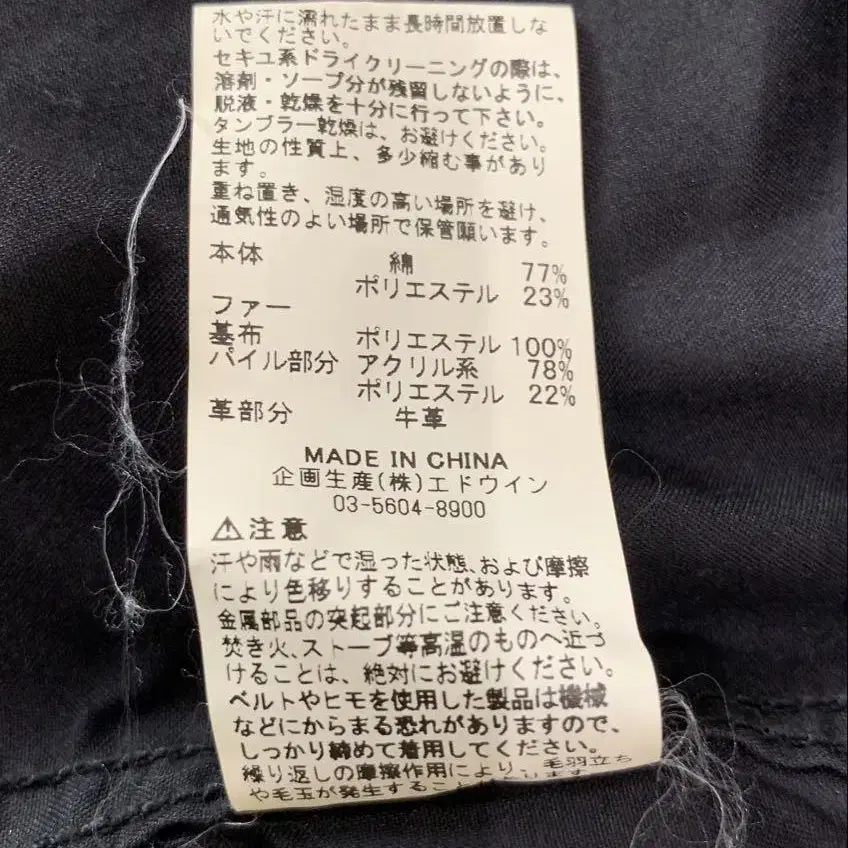 水や汗に濡れたまま長時間放置しな
いでください。
セキユ系ドライクリーニングの際は、
溶剤・ソープ分が残留しないように、
脱液・乾燥を十分に行って下さい。
タンブラー乾燥は、お避けください。
生地の性質上、多少縮む事があり
ます。
重ね置き、湿度の高い場所を避け、
通気性のよい場所で保管願います。
本体 綿 77%
ポリエステル 23%
ファー
基布 ポリエステル 100%
パイル部分 アクリル系 78%
ポリエステル 22%
革部分 牛革
MADE IN CHINA
企画生産(株)エドウイン
03-5604-8900
⚠注意
汗や雨などで湿った状態、および摩擦
により色移りすることがあります。
金属部品の突起部分にご注意ください。
焚き火、ストーブ等高温のものへ近づ
けることは、絶対にお避けください。
ベルトやヒモを使用した製品は機械
などにからまる恐れがありますので、
しっかり締めて着用してください。
繰り返しの摩擦作用により、毛羽立ち
や毛玉が発生すること